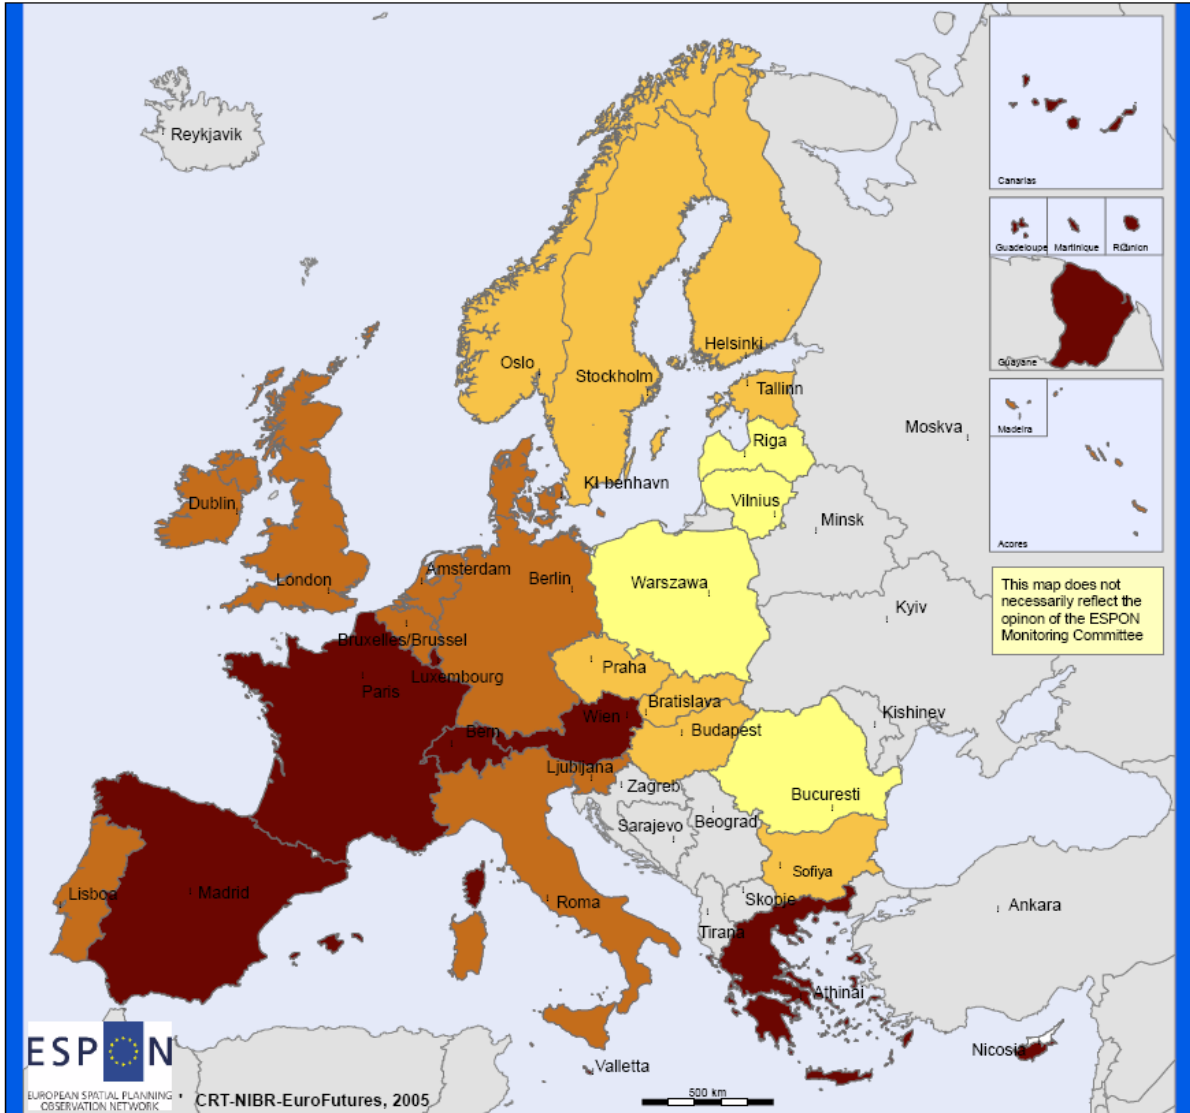 Reykjavik
Canarias
Guadeloupe
Martinique
Guayane
Oslo
Stockholm
Helsinki
Tallinn
Madeira
Moskva
Riga
Dublin
København
Vilnius
Minsk
Acores
London
Amsterdam
Berlin
Warszawa
Kyiv
This map does not
necessarily reflect the
opinon of the ESPON
Monitoring Committee
Bruxelles/Brussel
Luxembourg
Paris
Praha
Bratislava
Wien
Kishinev
Bern
Budapest
Ljubljana
Zagreb
Bucuresti
Sarajevo
Beograd
Lisboa
Madrid
Roma
Sofiya
Skopje
Ankara
Tirana
Athinai
Nicosia
Valletta
ESPON
EUROPEAN SPATIAL PLANNING
OBSERVATION NETWORK
CRT-NIBR-EuroFutures, 2005
500 km